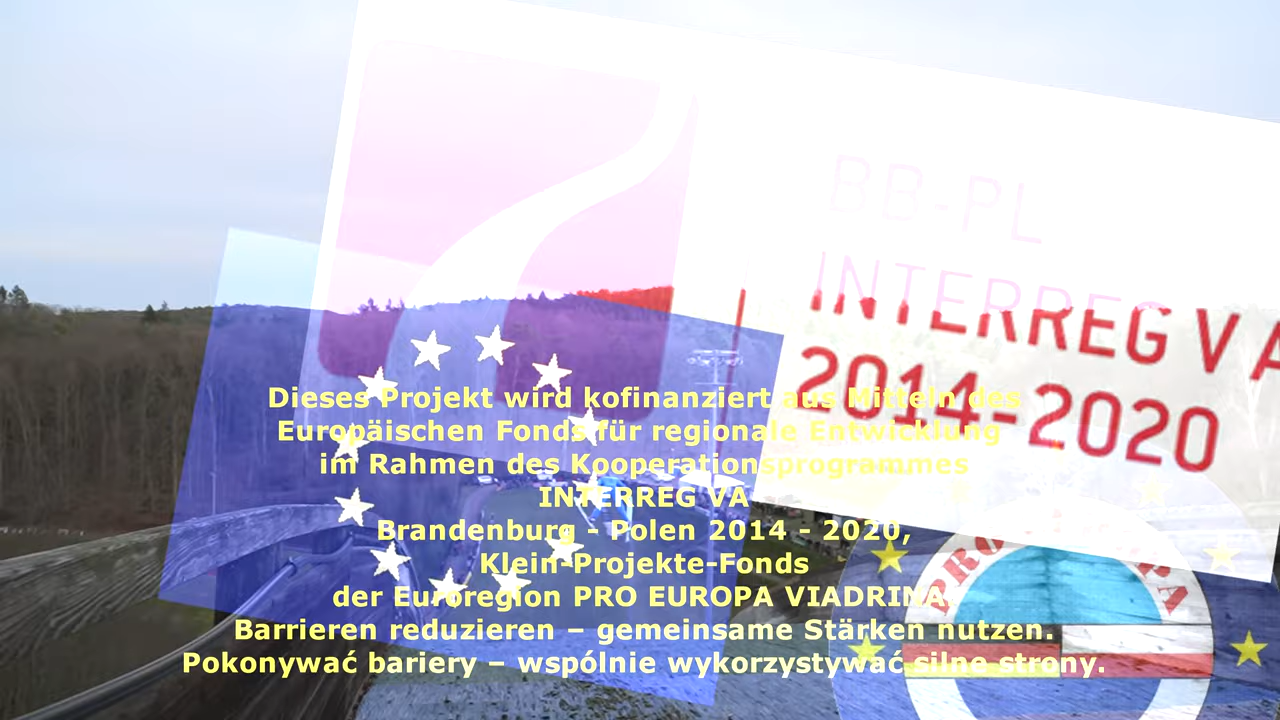 BB-PL
INTERREG V A
2014-2020
Dieses Projekt wird kofinanziert aus Mitteln des
Europäischen Fonds für regionale Entwicklung
im Rahmen des Kooperationsprogrammes
INTERREG VA
Brandenburg - Polen 2014 - 2020,
Klein-Projekte-Fonds
der Euroregion PRO EUROPA VIADRINA,
Barrieren reduzieren – gemeinsame Stärken nutzen.
Pokonywać bariery – wspólnie wykorzystywać silne strony.
PRO